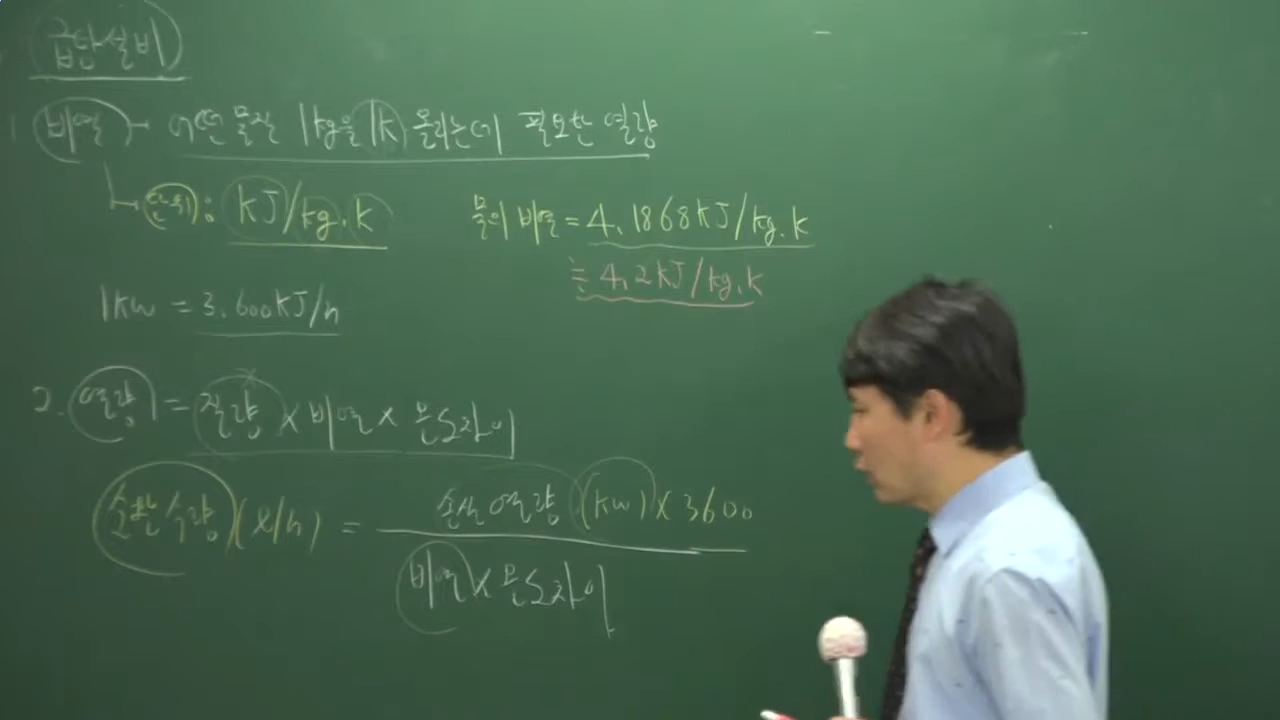 급탕설비
1 비열 - 어떤 물질 1kg을 1K 올리는데 필요한 열량
단위: kJ/kg.k 물의 비열 = 4.1868kJ/kg.k
≒ 4.2kJ/kg.k
1kw = 3.600kJ/h
2. 열량 = 질량 × 비열 × 온도차이
순환수량(ℓ/h) = 손실열량(kw) × 3600
비열 × 온도차이